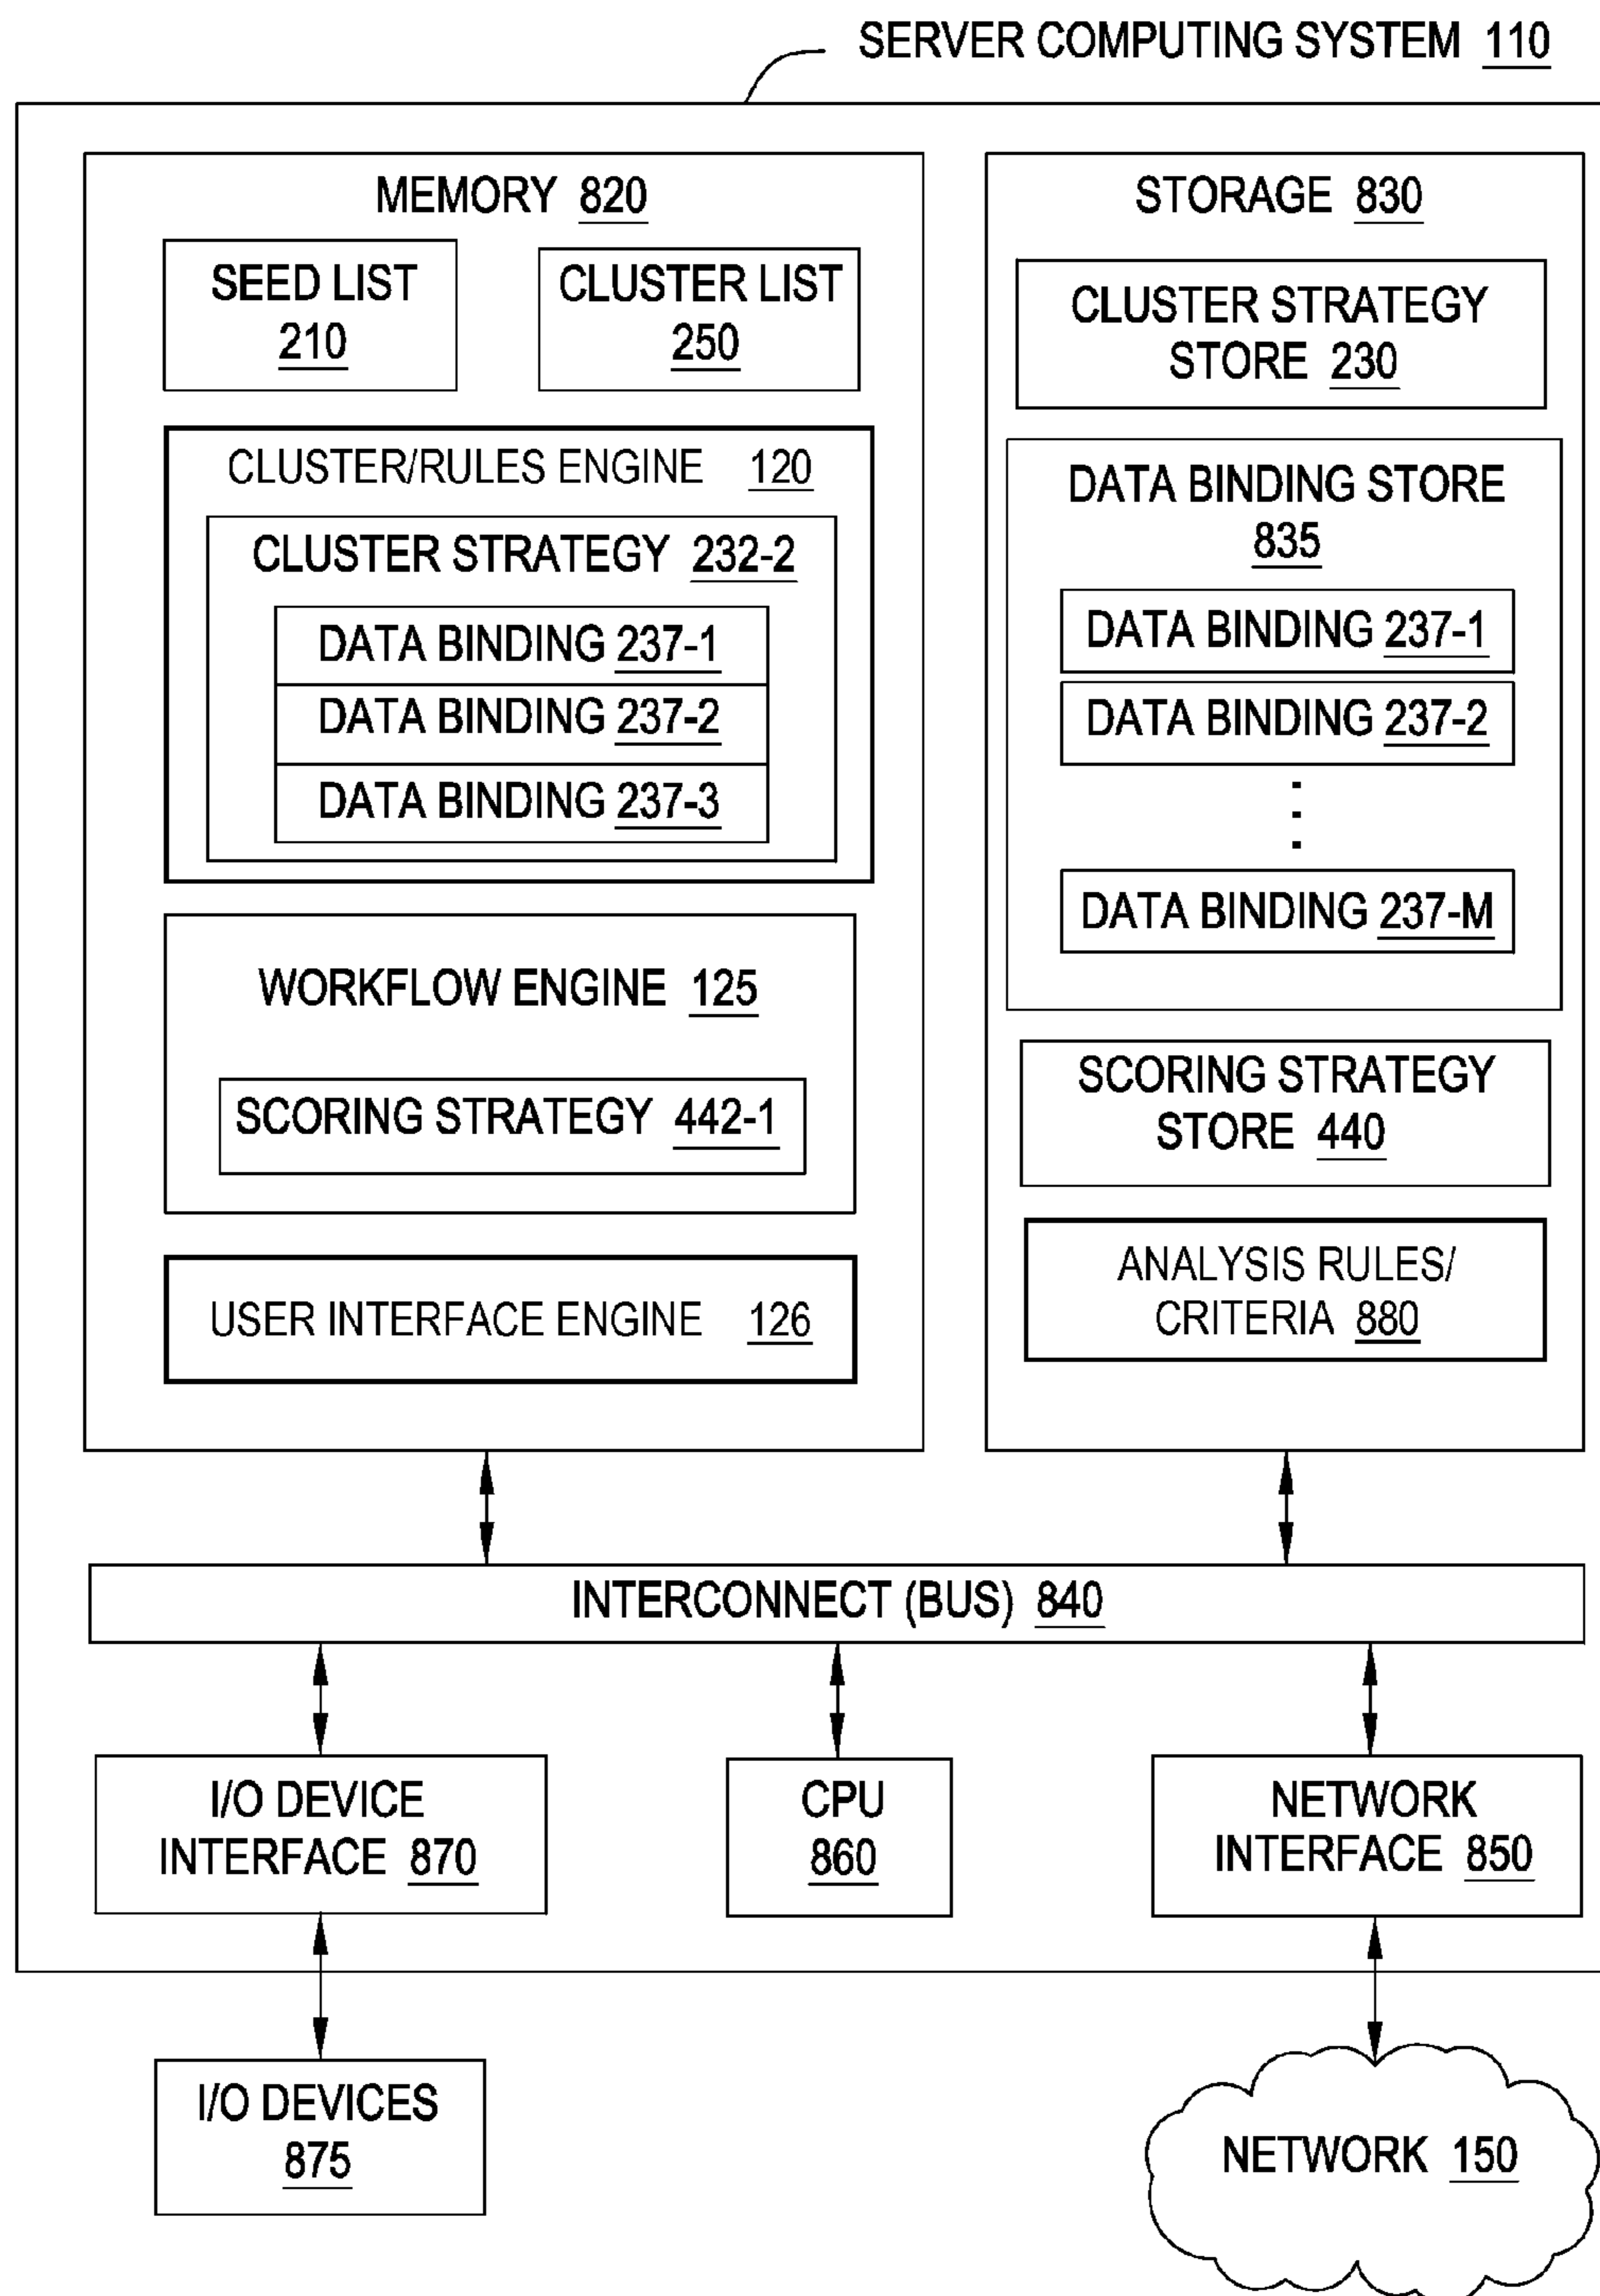 SERVER COMPUTING SYSTEM 110
MEMORY 820
SEED LIST
210
CLUSTER LIST
250
CLUSTER/RULES ENGINE 120
CLUSTER STRATEGY 232-2
DATA BINDING 237-1
DATA BINDING 237-2
DATA BINDING 237-3
WORKFLOW ENGINE 125
SCORING STRATEGY 442-1
USER INTERFACE ENGINE 126
STORAGE 830
CLUSTER STRATEGY
STORE 230
DATA BINDING STORE
835
DATA BINDING 237-1
DATA BINDING 237-2
DATA BINDING 237-M
SCORING STRATEGY
STORE 440
ANALYSIS RULES/
CRITERIA 880
INTERCONNECT (BUS) 840
I/O DEVICE
INTERFACE 870
CPU
860
NETWORK
INTERFACE 850
I/O DEVICES
875
NETWORK 150